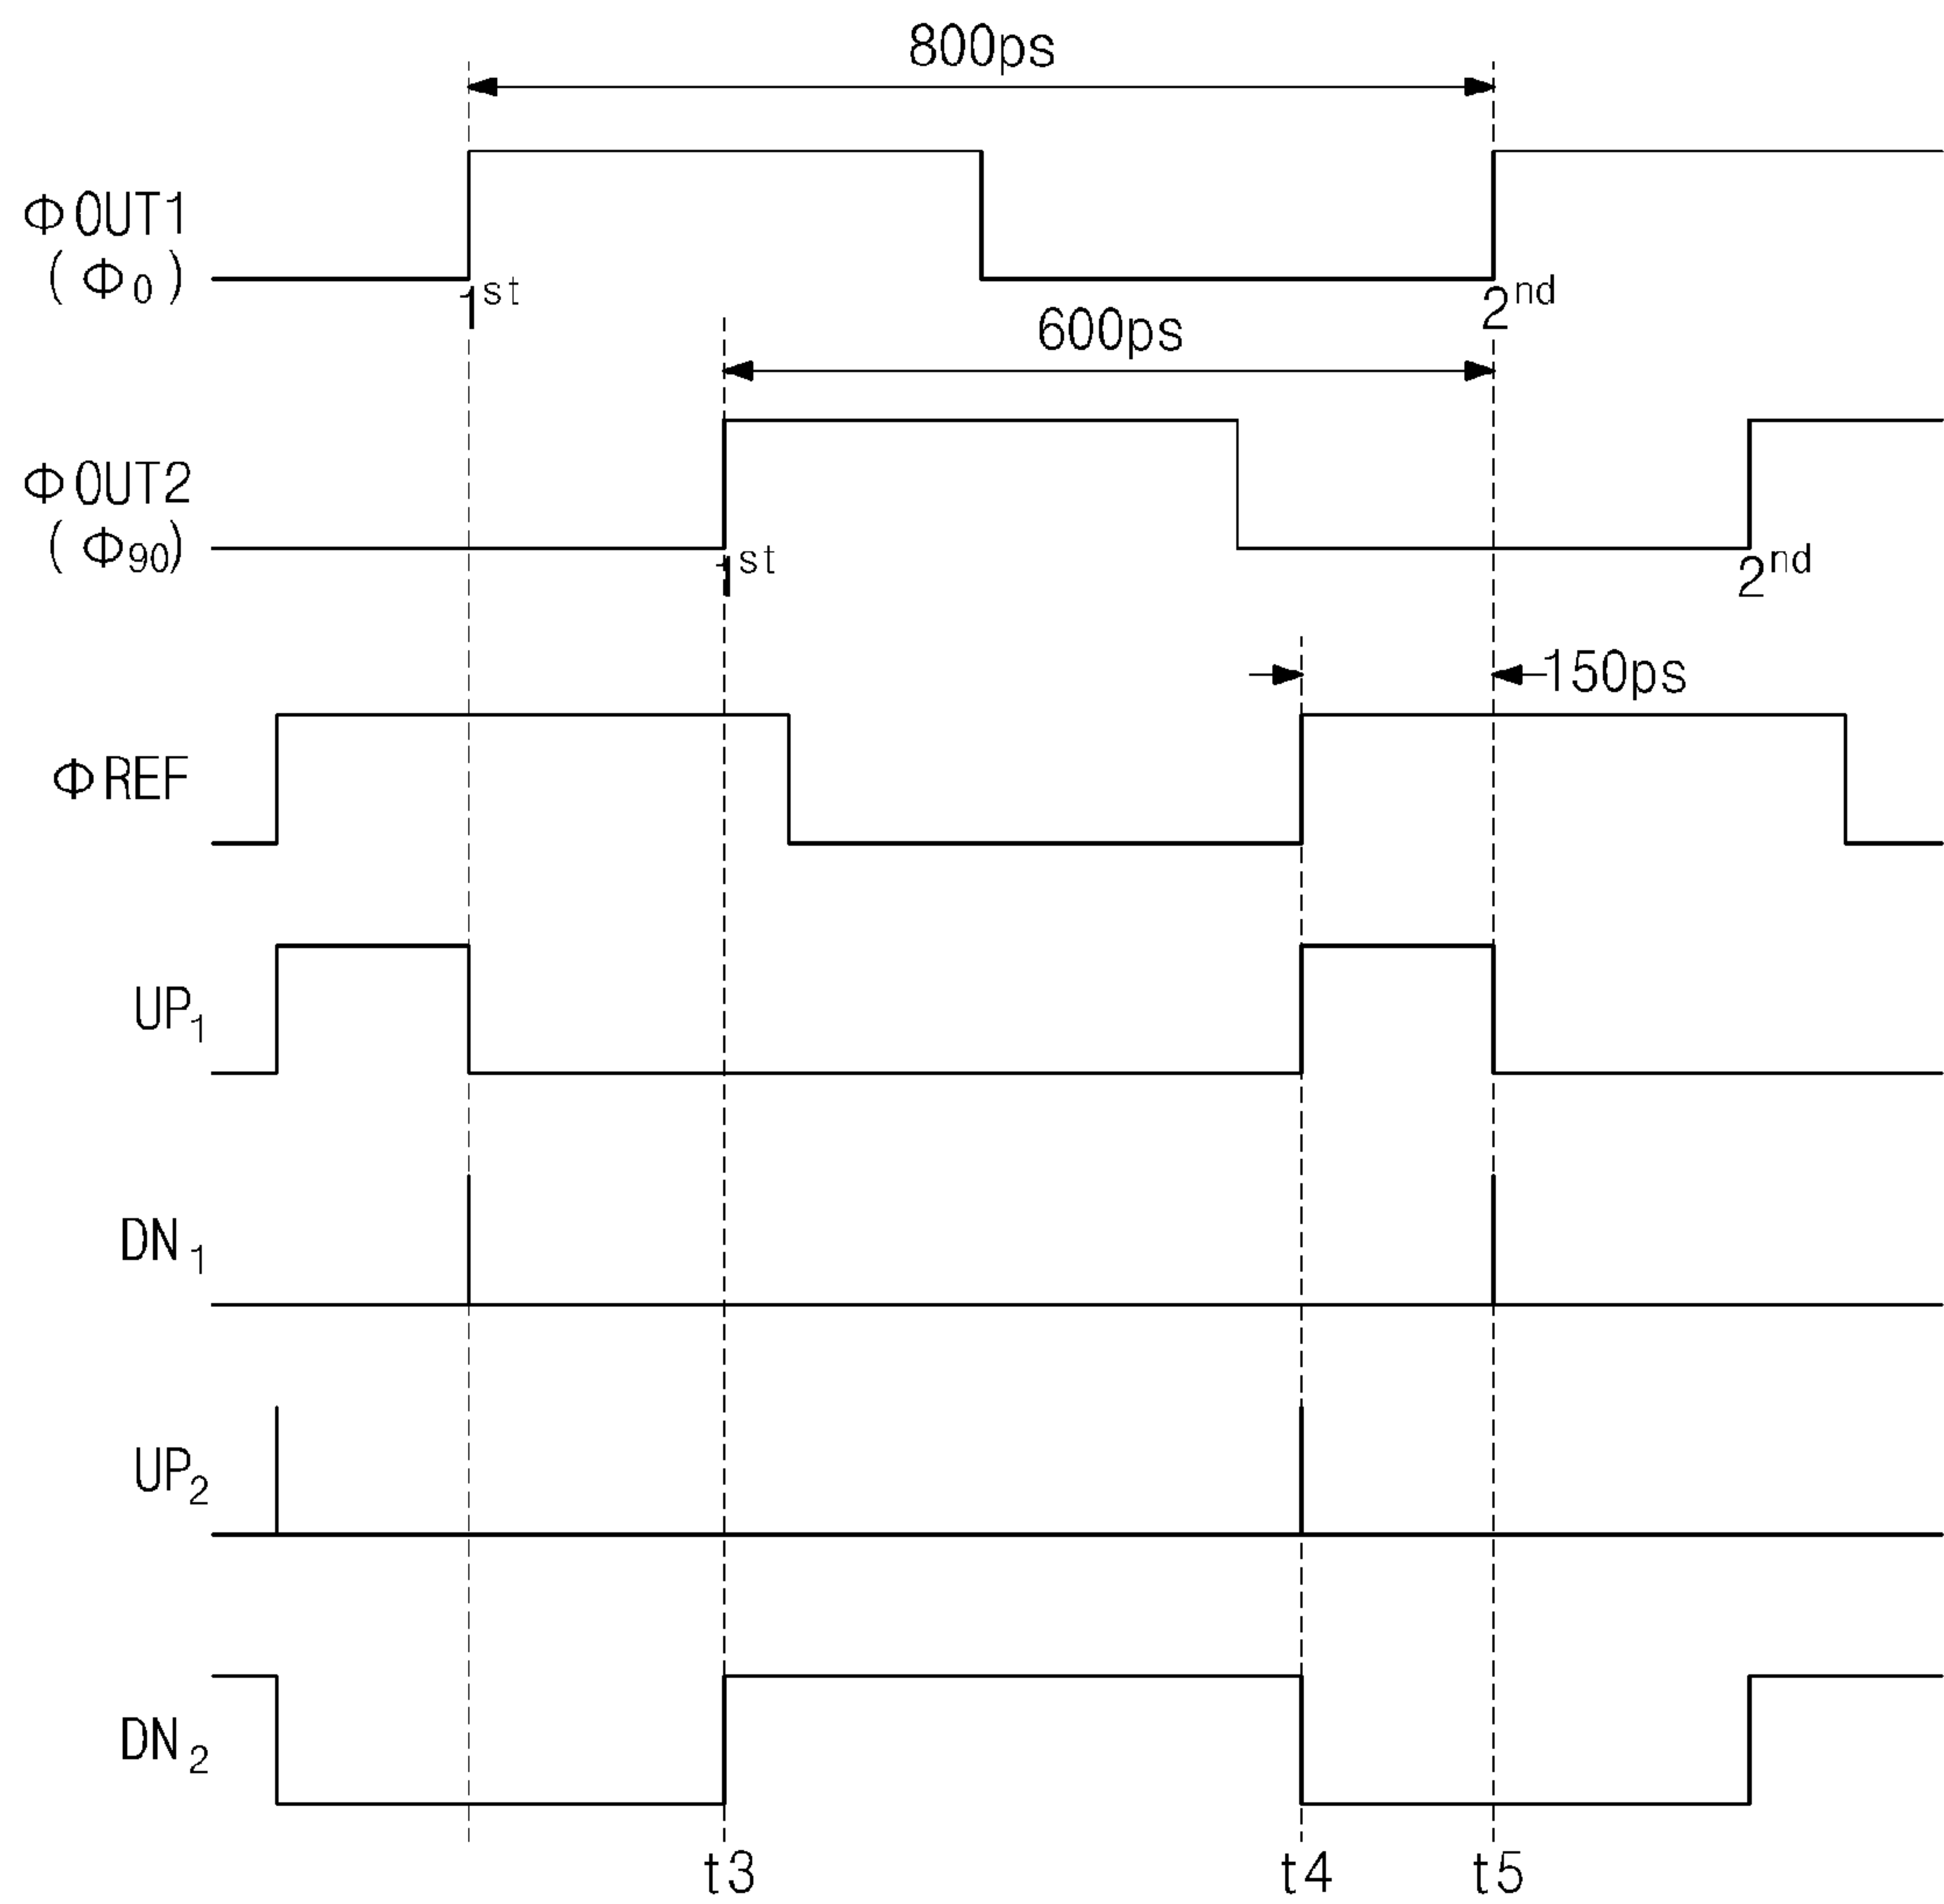 800ps
ΦOUT1
(Φ0)
1st
2nd
600ps
ΦOUT2
(Φ90)
1st
2nd
150ps
ΦREF
UP1
DN1
UP2
DN2
t3 t4 t5